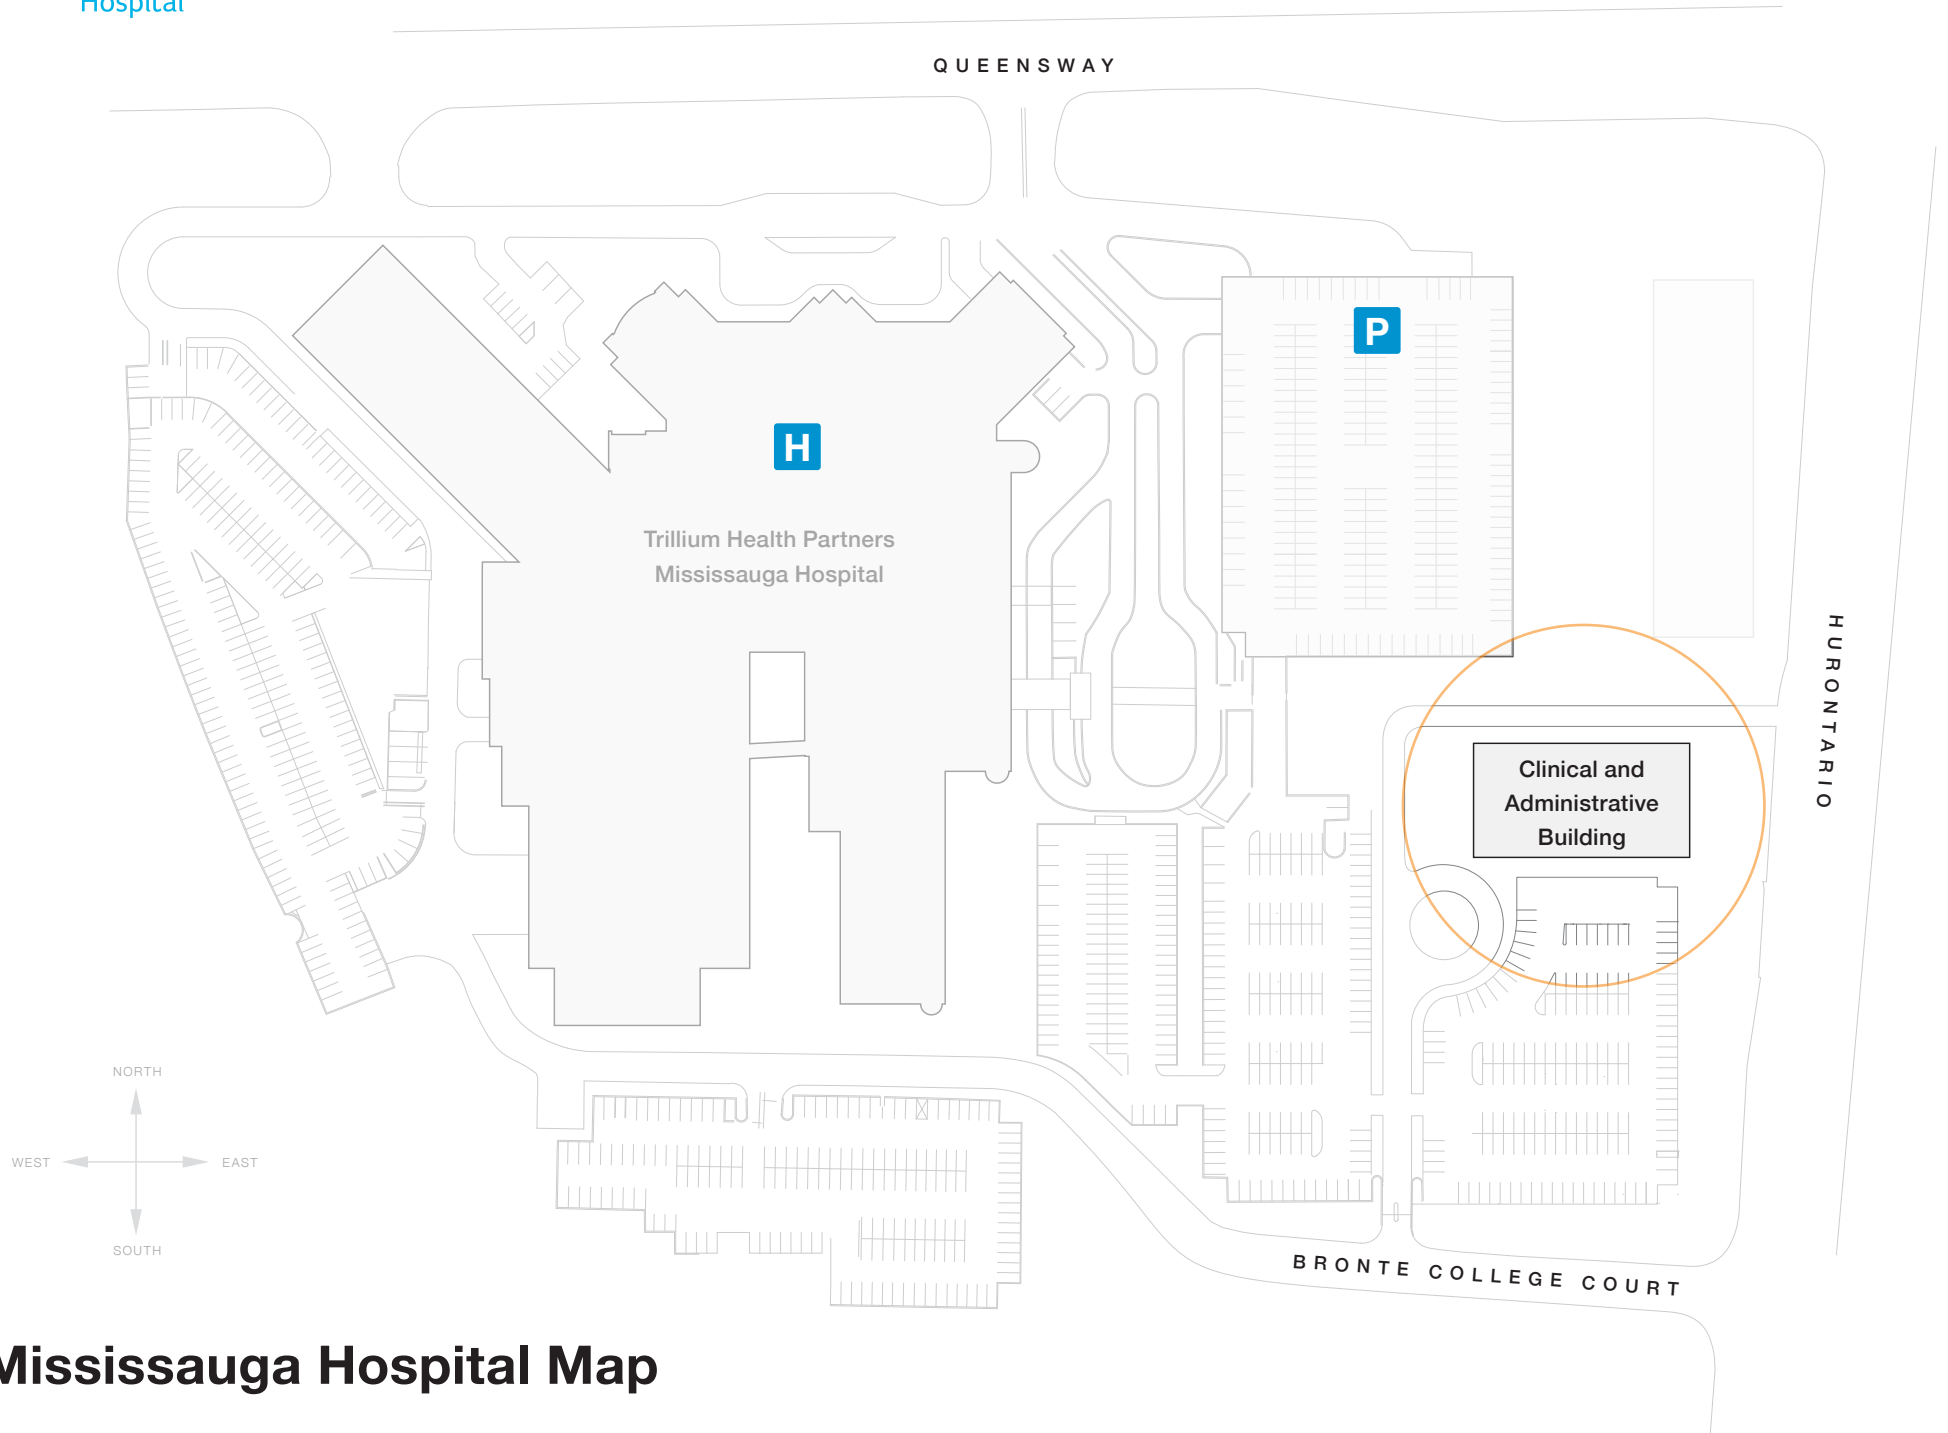 Hospital
QUEENSWAY
P
H
Trillium Health Partners
Mississauga Hospital
HURONTARIO
Clinical and
Administrative
Building
NORTH
WEST
EAST
SOUTH
BRONTE COLLEGE COURT
Mississauga Hospital Map